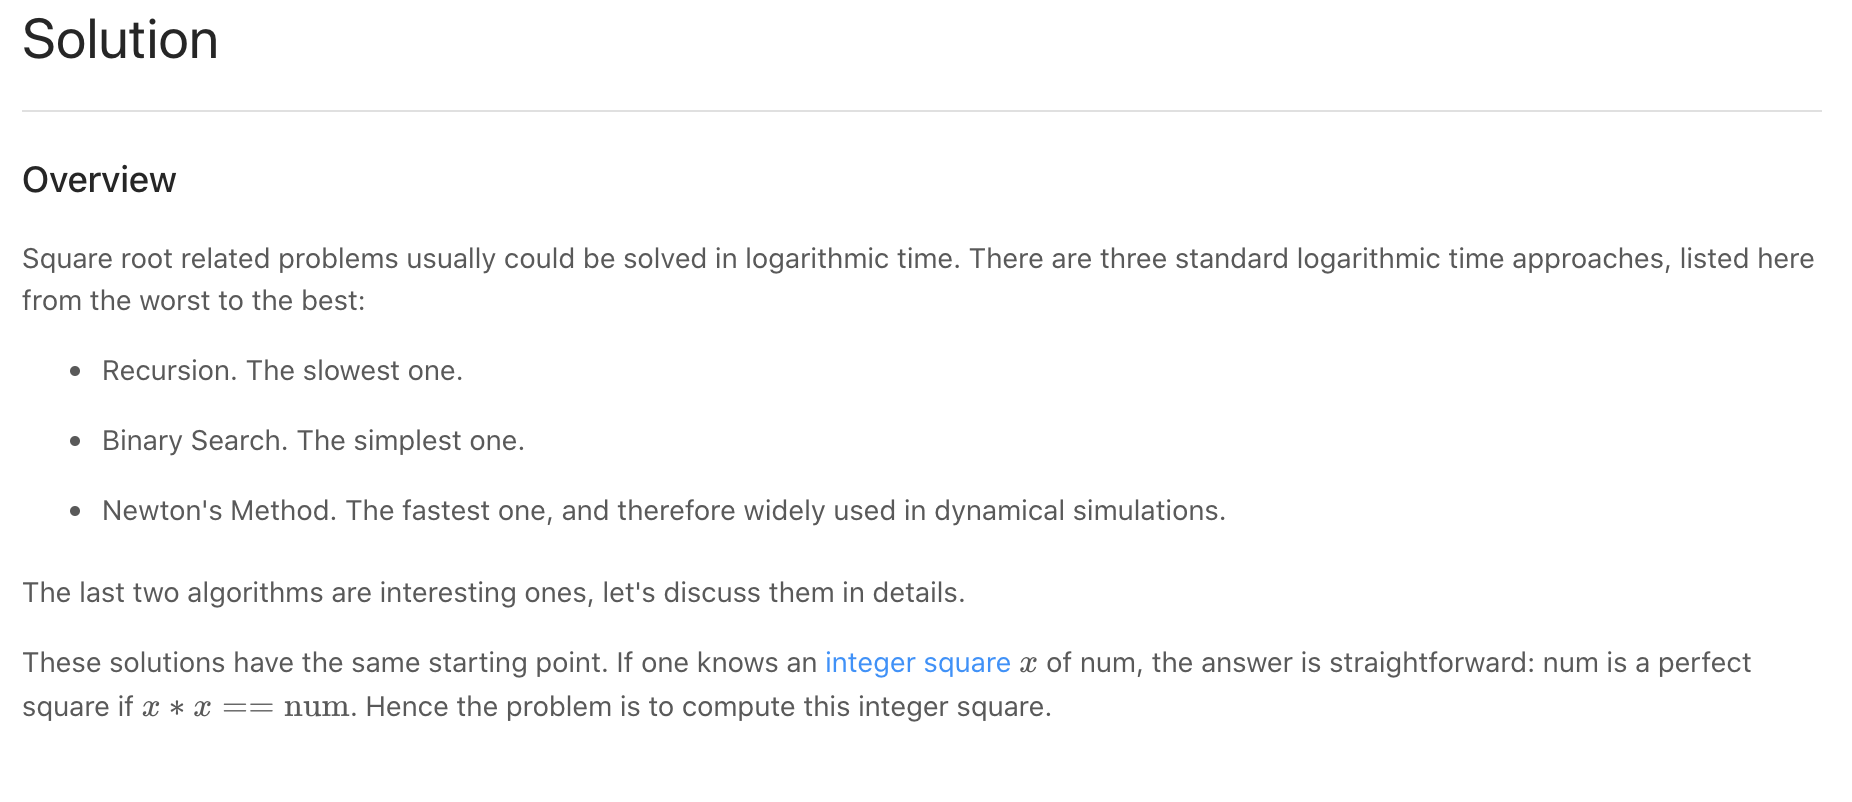 Solution
Overview
Square root related problems usually could be solved in logarithmic time. There are three standard logarithmic time approaches, listed here
from the worst to the best:
• Recursion. The slowest one.
• Binary Search. The simplest one.
• Newton's Method. The fastest one, and therefore widely used in dynamical simulations.
The last two algorithms are interesting ones, let's discuss them in details.
These solutions have the same starting point. If one knows an integer square x of num, the answer is straightforward: num is a perfect
square if x * x == num. Hence the problem is to compute this integer square.